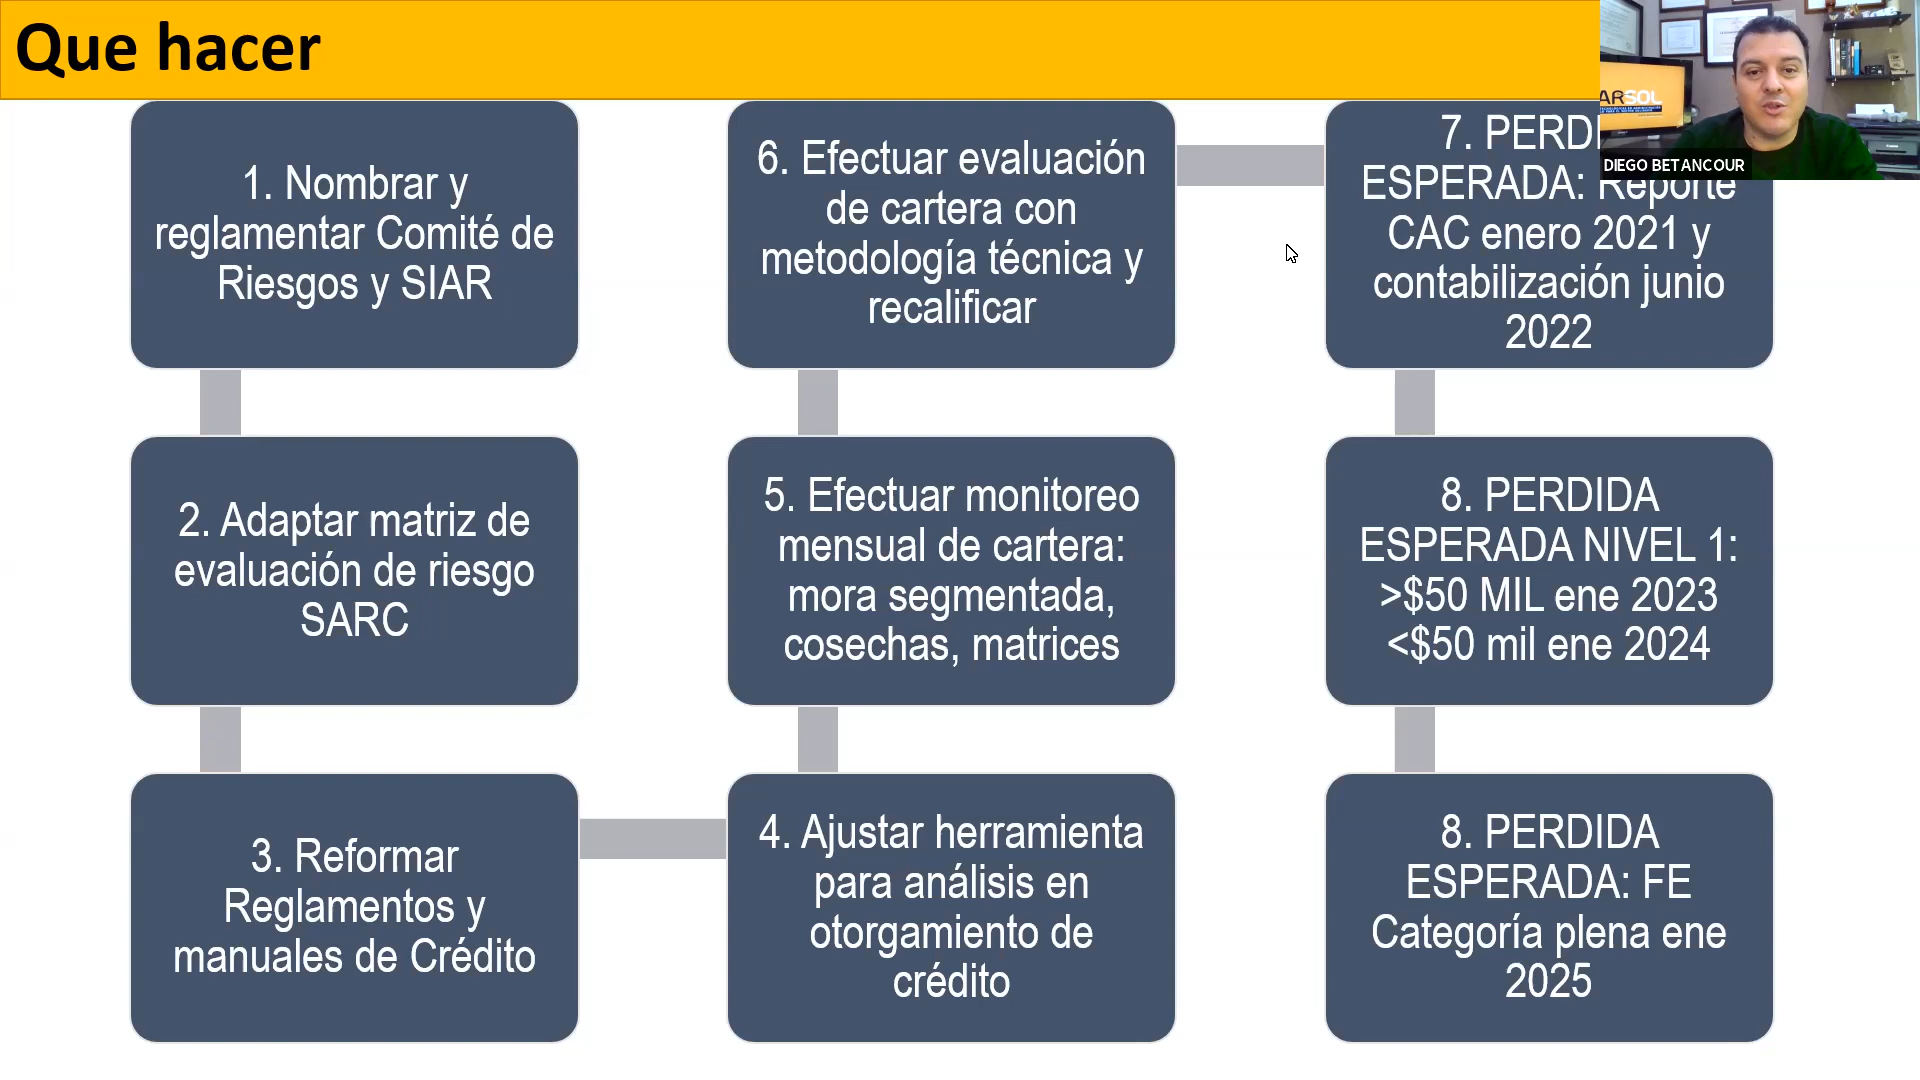 Que hacer
1. Nombrar y
reglamentar Comité de
Riesgos y SIAR
2. Adaptar matriz de
evaluación de riesgo
SARC
3. Reformar
Reglamentos y
manuales de Crédito
4. Ajustar herramienta
para análisis en
otorgamiento de
crédito
5. Efectuar monitoreo
mensual de cartera:
mora segmentada,
cosechas, matrices
6. Efectuar evaluación
de cartera con
metodología técnica y
recalificar
7. PERD
ESPERADA: Reporte
CAC enero 2021 y
contabilización junio
2022
8. PERDIDA
ESPERADA NIVEL 1:
>$50 MIL ene 2023
<$50 mil ene 2024
8. PERDIDA
ESPERADA: FE
Categoría plena ene
2025
ARSOL
DIEGO BETANCOUR